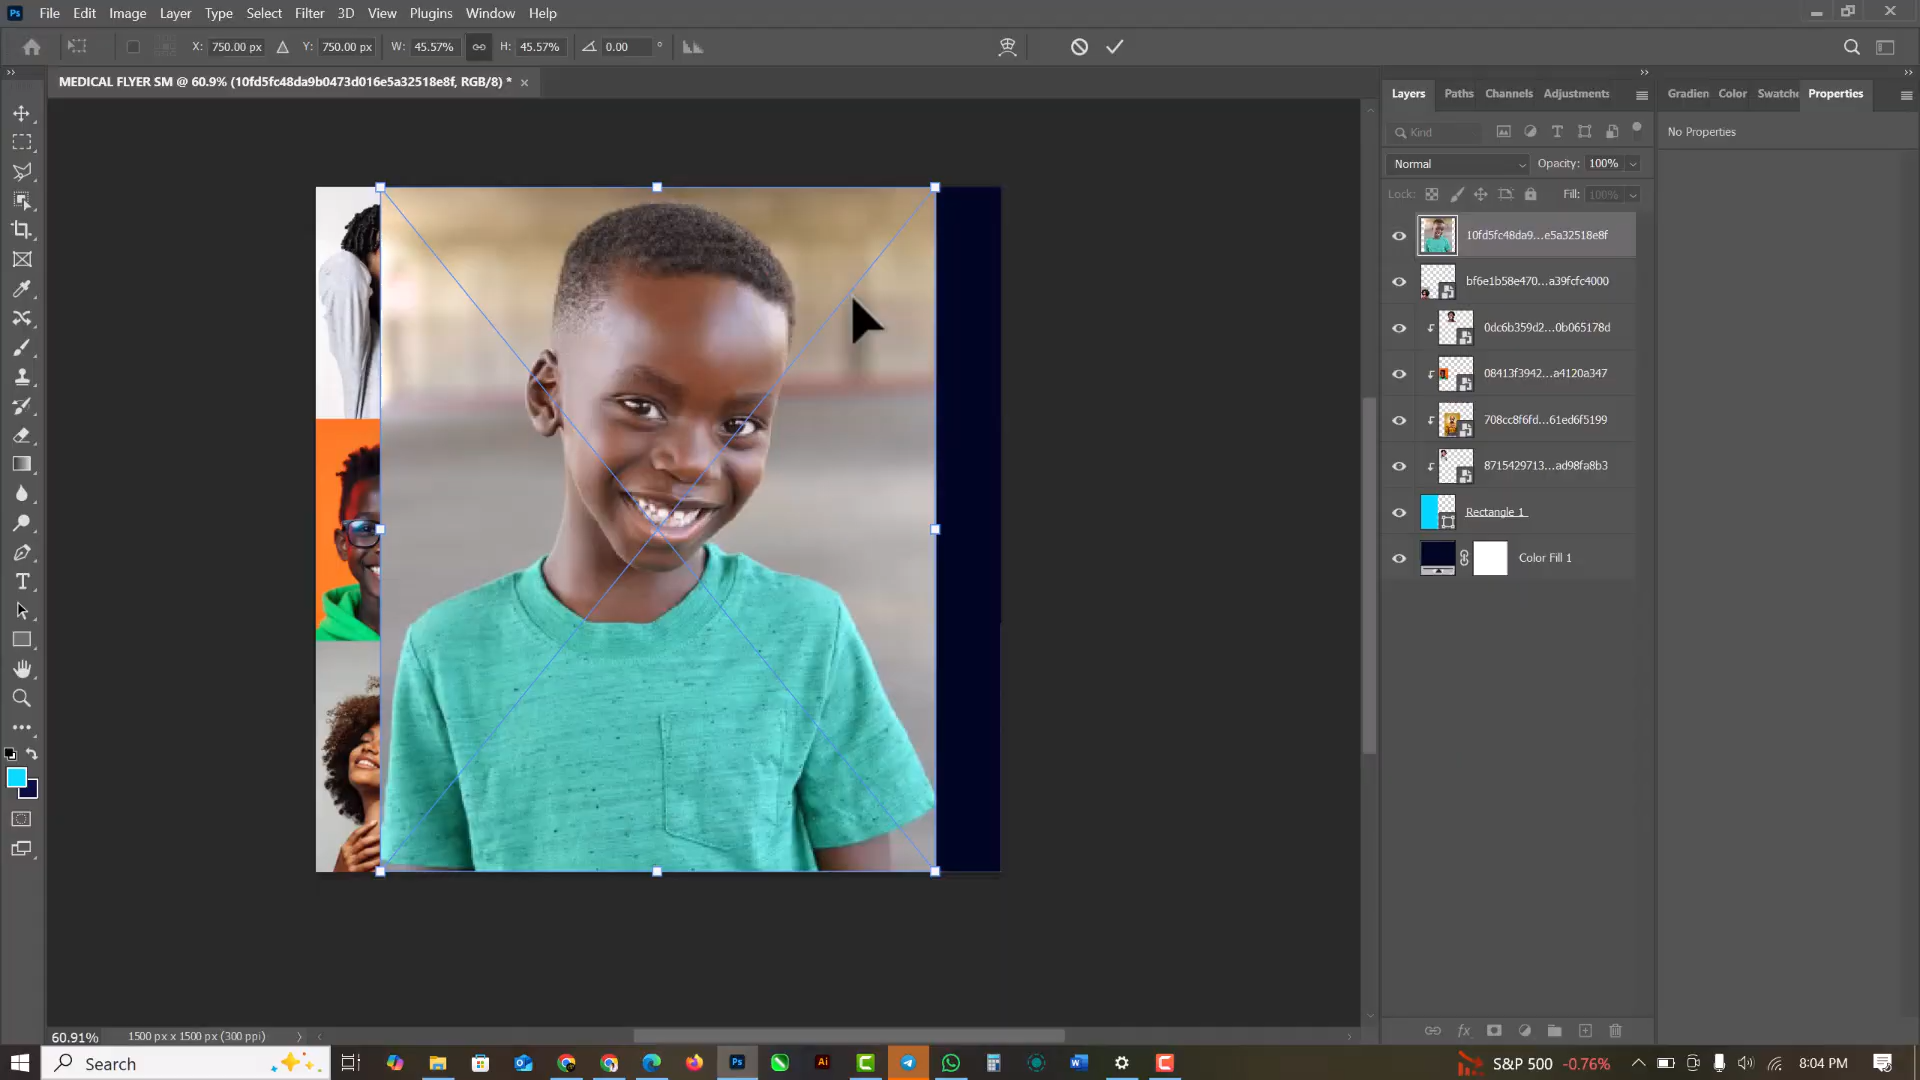 Ps File Edit Image Layer Type Select Filter 3D View Plugins Window Help
X: 750.00 px Y: 750.00 px W: 45.57% H: 45.57% 0.00 °
MEDICAL FLYER SM @ 60.9% (10fd5fc48da9b0473d016e5a32518e8f, RGB/8) * ×
Layers Paths Channels Adjustments
Gradien Color Swatche Properties
Kind
No Properties
Normal Opacity: 100%
Lock: Fill: 100%
10fd5fc48da9...e5a32518e8f
bf6e1b58e470...a39fcfc4000
0dc6b359d2...0b065178d
08413f3942...a4120a347
708cc8f6fd...61ed6f5199
8715429713...ad98fa8b3
Rectangle 1
Color Fill 1
60.91% 1500 px x 1500 px (300 ppi)
Search
S&P 500 -0.76% 8:04 PM